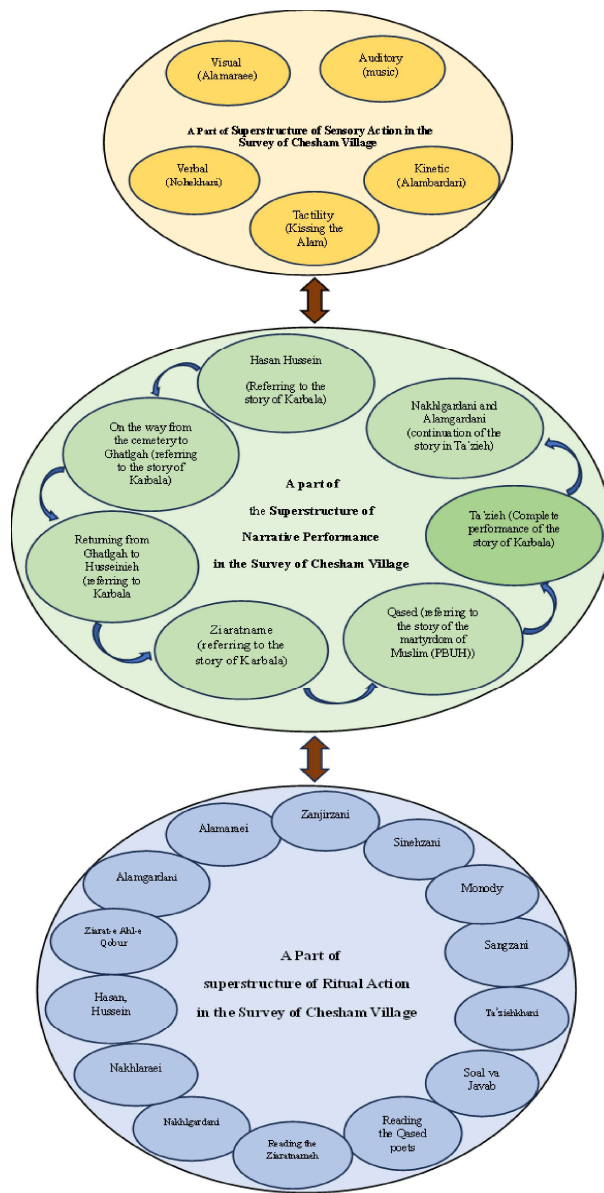 Visual
(Alamaraee)
Auditory
(music)
A Part of Superstructure of Sensory Action in the
Survey of Chesham Village
Verbal
(Nohekhani)
Kinetic
(Alambardari)
Tactility
(Kissing the
Alam)
Hasan Hussein
(Referring to the
story of Karbala)
On the way from
the cemetery to
Ghatlgah (referring
to the story of
Karbala)
Returning from
Ghatlgah to
Husseinieh
(referring to
Karbala
Ziaratname
(referring to the
story of Karbala)
Qased (referring to
the story of the
martyrdom of
Muslim (PBUH))
Ta'zieh (Complete
performance of the
story of Karbala)
Nakhlgardani and
Alamgardani
(continuation of the
story in Ta'zieh)
A part of
the Superstructure of
Narrative Performance
in the Survey of Chesham Village
Zanjirzani
Sinehzani
Monody
Sangzani
Ta'ziehkhani
Soal va
Javab
Reading
the Qased
poets
Reading the
Ziaratnameh
Nakhlgardani
Nakhlaraei
Hasan,
Hussein
Ziarat-e Ahl-e
Qobur
Alamgardani
Alamaraei
A Part of
superstructure of Ritual Action
in the Survey of Chesham Village